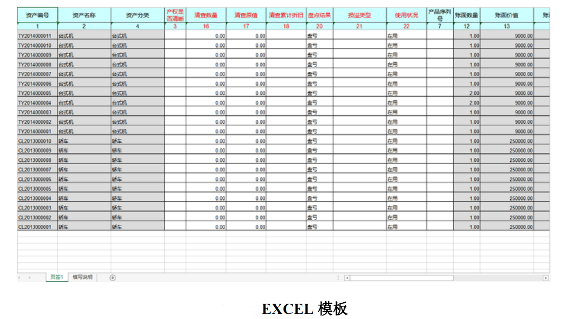 资产编号 资产名称 资产分类 产权是否清晰 清查数量 清查原值 清查累计折旧 盘点结果 类型 使用状况 产品序列号 账面数量 账面价值
1 2 4 3 16 17 18 20 21 22 7 12 13
TY2014000011 台式机 台式机 0.00 0.00 盘亏 在用 1.00 9000.00
TY2014000010 台式机 台式机 0.00 0.00 盘亏 在用 1.00 9000.00
TY2014000009 台式机 台式机 0.00 0.00 盘亏 在用 1.00 9000.00
TY2014000008 台式机 台式机 0.00 0.00 盘亏 在用 1.00 9000.00
TY2014000007 台式机 台式机 0.00 0.00 盘亏 在用 1.00 9000.00
TY2014000006 台式机 台式机 0.00 0.00 盘亏 在用 1.00 9000.00
TY2014000005 台式机 台式机 0.00 0.00 盘亏 在用 2.00 9000.00
TY2014000004 台式机 台式机 0.00 0.00 盘亏 在用 2.00 9000.00
TY2014000003 台式机 台式机 0.00 0.00 盘亏 在用 1.00 9000.00
TY2014000002 台式机 台式机 0.00 0.00 盘亏 在用 1.00 9000.00
TY2014000001 台式机 台式机 0.00 0.00 盘亏 在用 1.00 9000.00
CL2013000010 轿车 轿车 0.00 0.00 盘亏 在用 1.00 250000.00
CL2013000009 轿车 轿车 0.00 0.00 盘亏 在用 1.00 250000.00
CL2013000008 轿车 轿车 0.00 0.00 盘亏 在用 1.00 250000.00
CL2013000007 轿车 轿车 0.00 0.00 盘亏 在用 1.00 250000.00
CL2013000006 轿车 轿车 0.00 0.00 盘亏 在用 1.00 250000.00
CL2013000005 轿车 轿车 0.00 0.00 盘亏 在用 1.00 250000.00
CL2013000004 轿车 轿车 0.00 0.00 盘亏 在用 1.00 250000.00
CL2013000003 轿车 轿车 0.00 0.00 盘亏 在用 1.00 250000.00
CL2013000002 轿车 轿车 0.00 0.00 盘亏 在用 1.00 250000.00
CL2013000001 轿车 轿车 0.00 0.00 盘亏 在用 1.00 250000.00
页签1 填写说明
EXCEL 模板